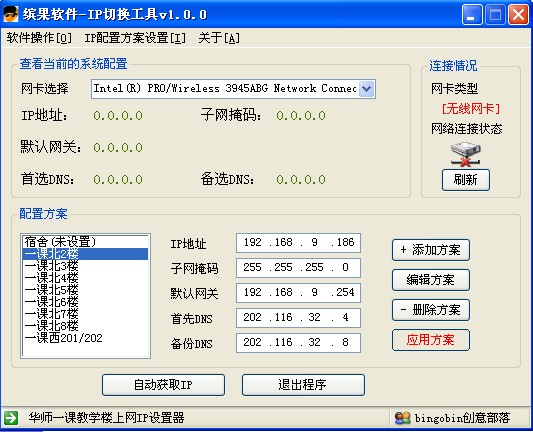 缤果软件-IP切换工具v1.0.0
软件操作[O] IP配置方案设置[I] 关于[A]
查看当前的系统配置
网卡选择 Intel(R) PRO/Wireless 3945ABG Network Connec
IP地址: 0.0.0.0 子网掩码: 0.0.0.0
默认网关: 0.0.0.0
首选DNS: 0.0.0.0 备选DNS: 0.0.0.0
连接情况
网卡类型
[无线网卡]
网络连接状态
刷新
配置方案
宿舍(未设置)
一课北2楼
一课北3楼
一课北4楼
一课北5楼
一课北6楼
一课北7楼
一课北8楼
一课西201/202
IP地址 192 .168 . 9 .186
子网掩码 255 .255 .255 . 0
默认网关 192 .168 . 9 .254
首先DNS 202 .116 . 32 . 4
备份DNS 202 .116 . 32 . 8
+ 添加方案
编辑方案
- 删除方案
应用方案
自动获取IP 退出程序
华师一课教学楼上网IP设置器 bingobin创意部落